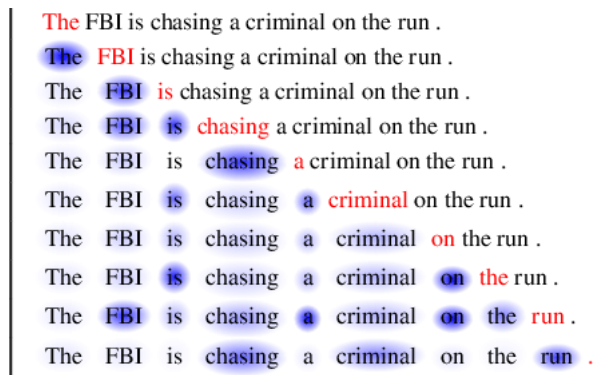 The FBI is chasing a criminal on the run .
The FBI is chasing a criminal on the run .
The FBI is chasing a criminal on the run .
The FBI is chasing a criminal on the run .
The FBI is chasing a criminal on the run .
The FBI is chasing a criminal on the run .
The FBI is chasing a criminal on the run .
The FBI is chasing a criminal on the run .
The FBI is chasing a criminal on the run .
The FBI is chasing a criminal on the run .